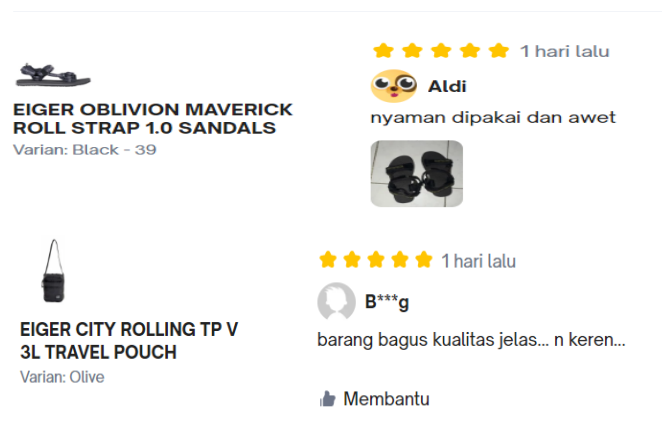 1 hari lalu
Aldi
EIGER OBLIVION MAVERICK
ROLL STRAP 1.0 SANDALS
Varian: Black - 39
nyaman dipakai dan awet
1 hari lalu
B***g
EIGER CITY ROLLING TP V
3L TRAVEL POUCH
Varian: Olive
barang bagus kualitas jelas... n keren...
Membantu